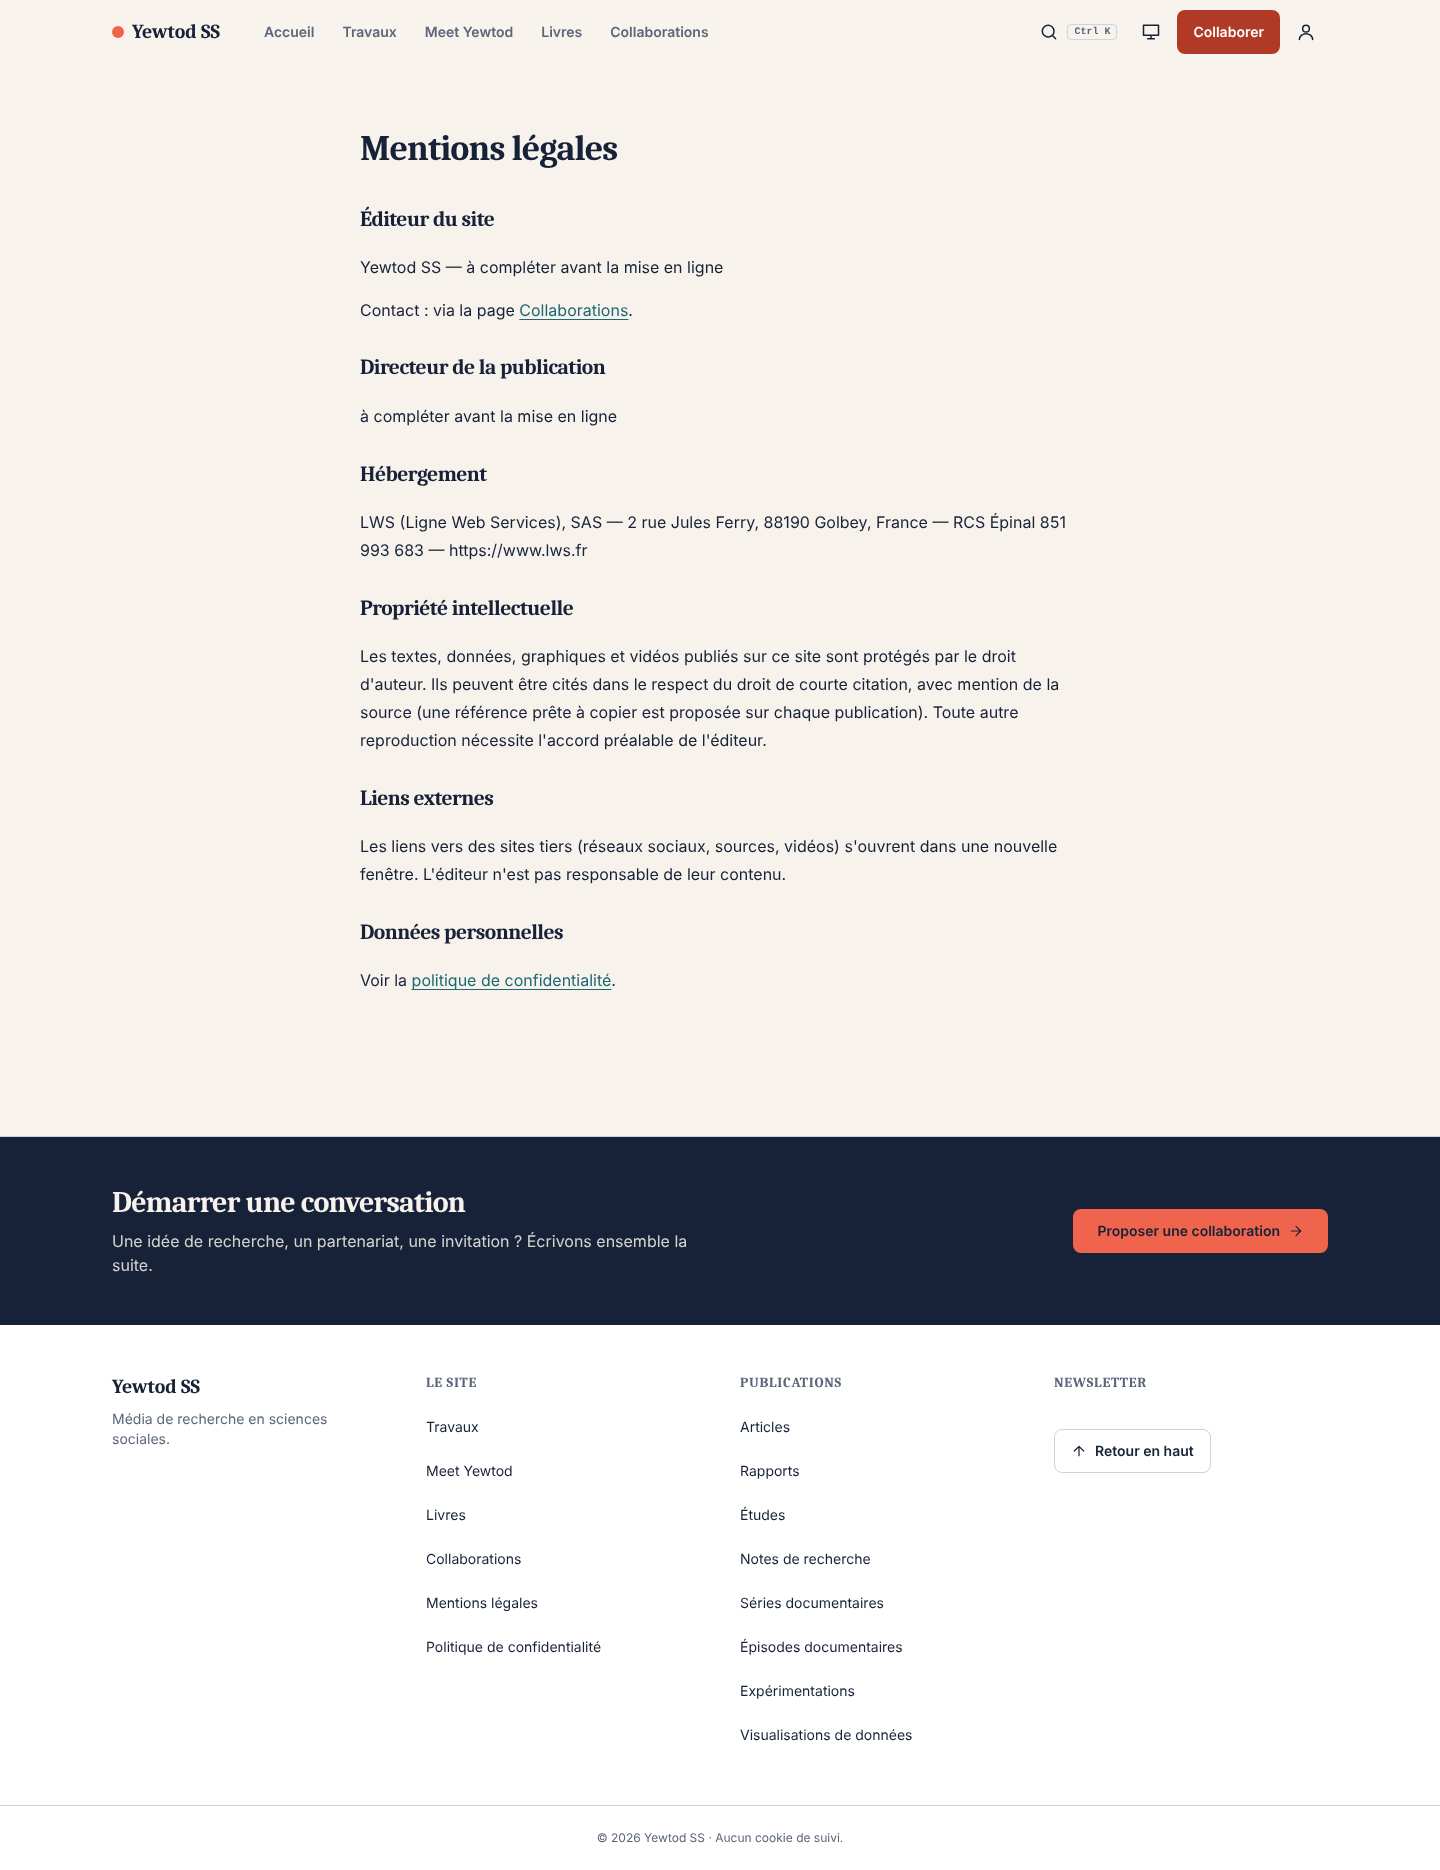 Yewtod SS
Accueil
Travaux
Meet Yewtod
Livres
Collaborations
Ctrl K
Collaborer
Mentions légales
Éditeur du site
Yewtod SS — à compléter avant la mise en ligne
Contact : via la page Collaborations.
Directeur de la publication
à compléter avant la mise en ligne
Hébergement
LWS (Ligne Web Services), SAS — 2 rue Jules Ferry, 88190 Golbey, France — RCS Épinal 851
993 683 — https://www.lws.fr
Propriété intellectuelle
Les textes, données, graphiques et vidéos publiés sur ce site sont protégés par le droit
d'auteur. Ils peuvent être cités dans le respect du droit de courte citation, avec mention de la
source (une référence prête à copier est proposée sur chaque publication). Toute autre
reproduction nécessite l'accord préalable de l'éditeur.
Liens externes
Les liens vers des sites tiers (réseaux sociaux, sources, vidéos) s'ouvrent dans une nouvelle
fenêtre. L'éditeur n'est pas responsable de leur contenu.
Données personnelles
Voir la politique de confidentialité.
Démarrer une conversation
Une idée de recherche, un partenariat, une invitation ? Écrivons ensemble la
suite.
Proposer une collaboration
Yewtod SS
Média de recherche en sciences
sociales.
LE SITE
Travaux
Meet Yewtod
Livres
Collaborations
Mentions légales
Politique de confidentialité
PUBLICATIONS
Articles
Rapports
Études
Notes de recherche
Séries documentaires
Épisodes documentaires
Expérimentations
Visualisations de données
NEWSLETTER
Retour en haut
© 2026 Yewtod SS · Aucun cookie de suivi.